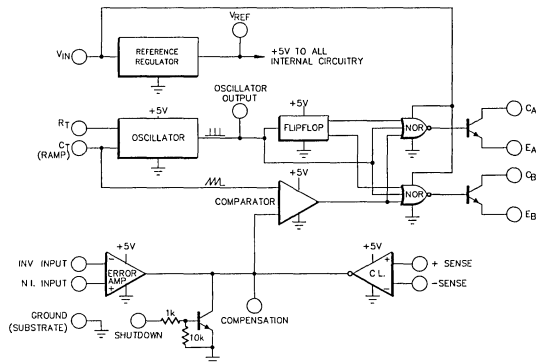 VREF
VIN
REFERENCE
REGULATOR
+5V TO ALL
INTERNAL CIRCUITRY
OSCILLATOR
OUTPUT
+5V
+5V
CA
RT
OSCILLATOR
FLIPFLOP
NOR
CT
(RAMP)
EA
+5V
CB
COMPARATOR
NOR
EB
+5V
+5V
INV INPUT
-
ERROR
AMP
+
C.L.
+
+ SENSE
N.I. INPUT
-
-SENSE
GROUND
(SUBSTRATE)
1k
SHUTDOWN
10k
COMPENSATION